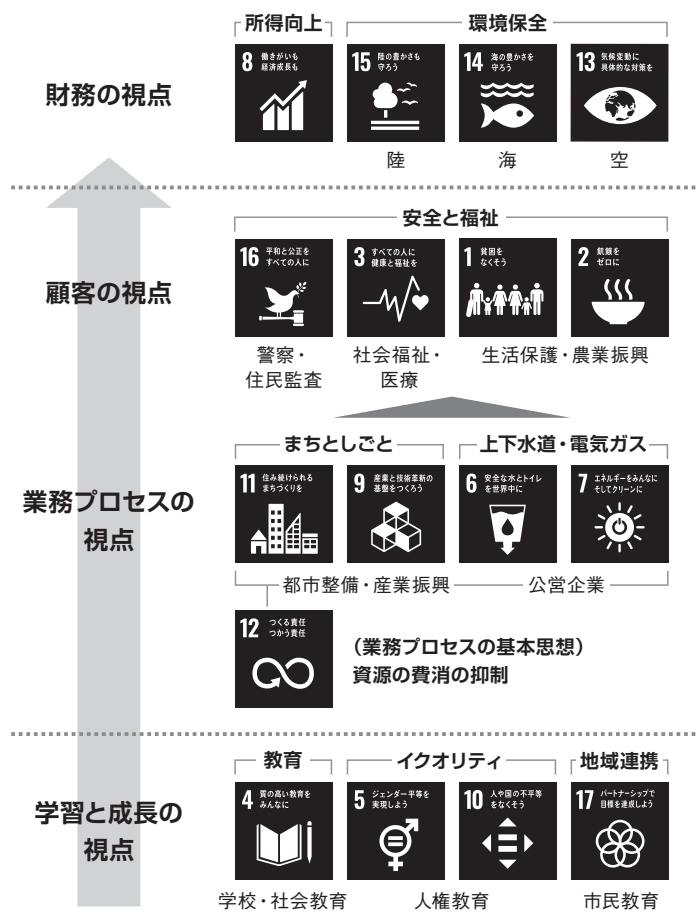 所得向上
環境保全
財務の視点
8 働きがいも
経済成長も
15 陸の豊かさも
守ろう
14 海の豊かさを
守ろう
13 気候変動に
具体的な対策を
陸
海
空
安全と福祉
顧客の視点
16 平和と公正を
すべての人に
3 すべての人に
健康と福祉を
1 貧困を
なくそう
2 飢餓を
ゼロに
警察・
住民監査
社会福祉・
医療
生活保護・農業振興
まちとしごと
上下水道・電気ガス
業務プロセスの
視点
11 住み続けられる
まちづくりを
9 産業と技術革新の
基盤をつくろう
6 安全な水とトイレ
を世界中に
7 エネルギーをみんなに
そしてクリーンに
都市整備・産業振興
公営企業
12 つくる責任
つかう責任
(業務プロセスの基本思想)
資源の費消の抑制
教育
イクオリティ
地域連携
学習と成長の
視点
4 質の高い教育を
みんなに
5 ジェンダー平等を
実現しよう
10 人や国の不平等
をなくそう
17 パートナーシップで
目標を達成しよう
学校・社会教育
人権教育
市民教育